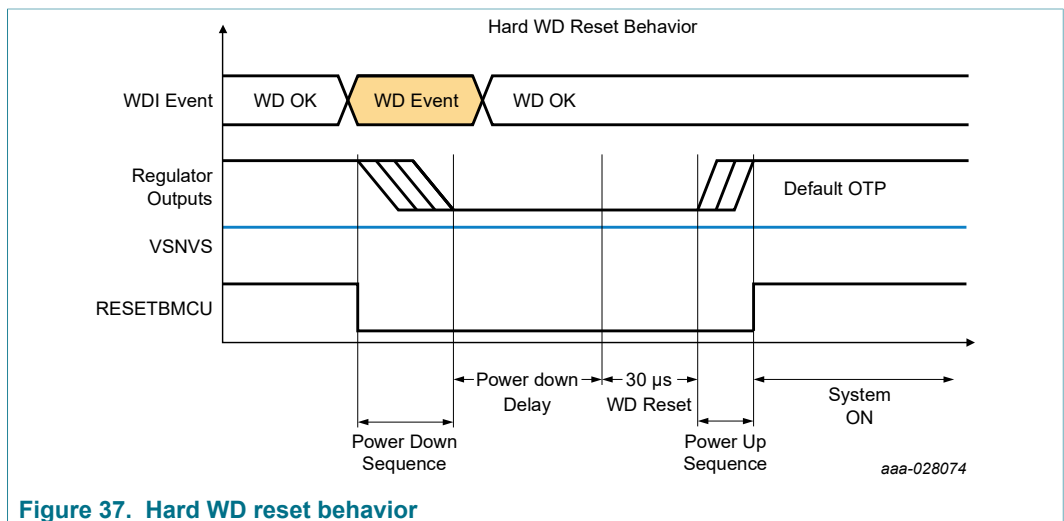 Hard WD Reset Behavior
WDI Event
WD OK
WD Event
WD OK
Regulator
Outputs
Default OTP
VSNVS
RESETBMCU
Power down
Delay
30 µs
WD Reset
System
ON
Power Down
Sequence
Power Up
Sequence
aaa-028074
Figure 37. Hard WD reset behavior